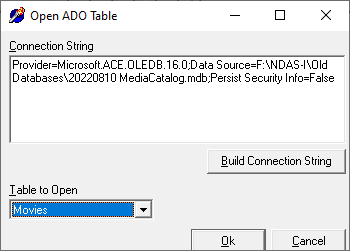 Open ADO Table
Connection String
Provider=Microsoft.ACE.OLEDB.16.0;Data Source=F:\NDAS-I\Old
Databases\20220810 MediaCatalog.mdb;Persist Security Info=False
Build Connection String
Table to Open
Movies
Ok
Cancel